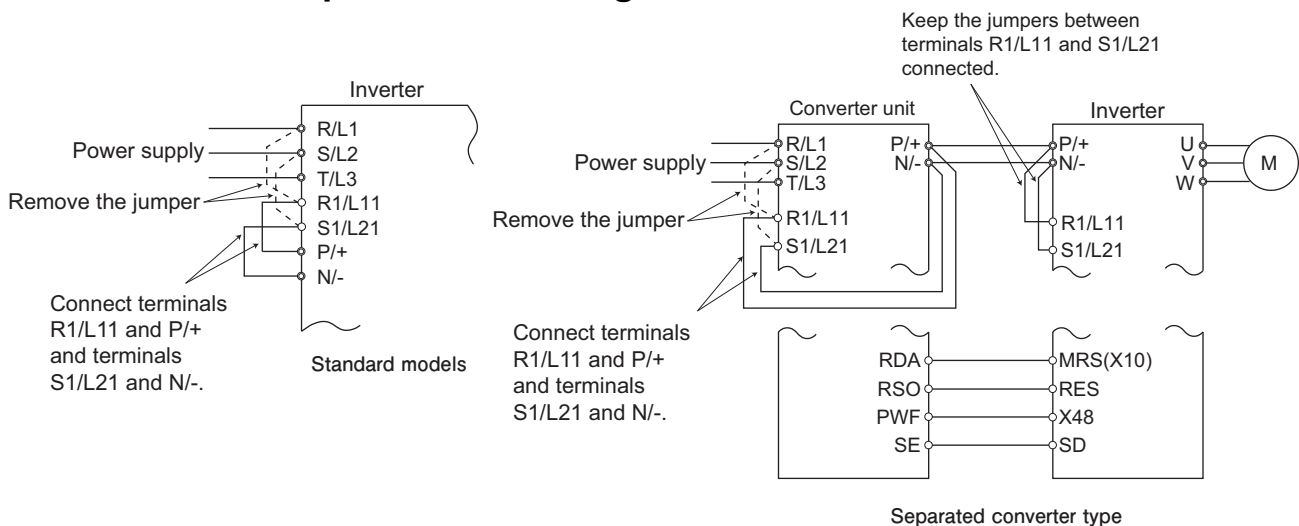 Inverter
R/L1
Power supply
S/L2
T/L3
Remove the jumper
R1/L11
S1/L21
P/+
N/-
Connect terminals
R1/L11 and P/+
and terminals
S1/L21 and N/-.
Standard models
Keep the jumpers between
terminals R1/L11 and S1/L21
connected.
Converter unit
Inverter
R/L1
P/+
P/+
U
Power supply
S/L2
N/-
N/-
V
M
T/L3
W
Remove the jumper
R1/L11
R1/L11
S1/L21
S1/L21
Connect terminals
R1/L11 and P/+
and terminals
S1/L21 and N/-.
RDA
MRS(X10)
RSO
RES
PWF
X48
SE
SD
Separated converter type